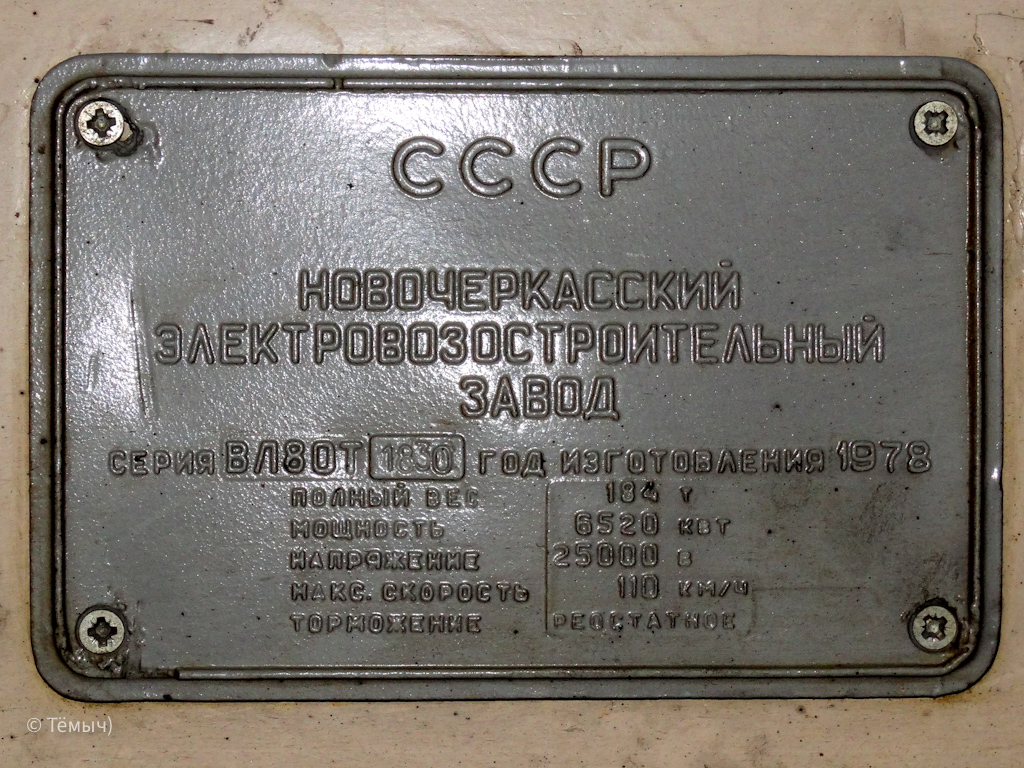 СССР
НОВОЧЕРКАССКИЙ
ЭЛЕКТРОВОЗОСТРОИТЕЛЬНЫЙ
ЗАВОД
СЕРИЯ ВЛ80Т 1830 ГОД ИЗГОТОВЛЕНИЯ 1978
ПОЛНЫЙ ВЕС 184 Т
МОЩНОСТЬ 6520 КВТ
НАПРЯЖЕНИЕ 25000 В
МАКС. СКОРОСТЬ 110 КМ/Ч
ТОРМОЖЕНИЕ РЕОСТАТНОЕ
© Тёмыч)